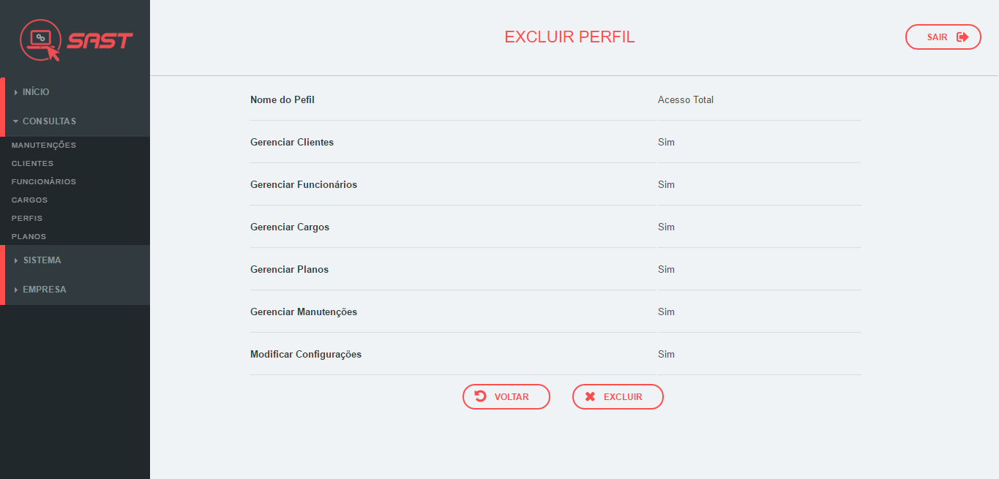 SAST
EXCLUIR PERFIL
SAIR
INÍCIO
CONSULTAS
MANUTENÇÕES
CLIENTES
FUNCIONÁRIOS
CARGOS
PERFIS
PLANOS
SISTEMA
EMPRESA
Nome do Pefil Acesso Total
Gerenciar Clientes Sim
Gerenciar Funcionários Sim
Gerenciar Cargos Sim
Gerenciar Planos Sim
Gerenciar Manutenções Sim
Modificar Configurações Sim
VOLTAR EXCLUIR